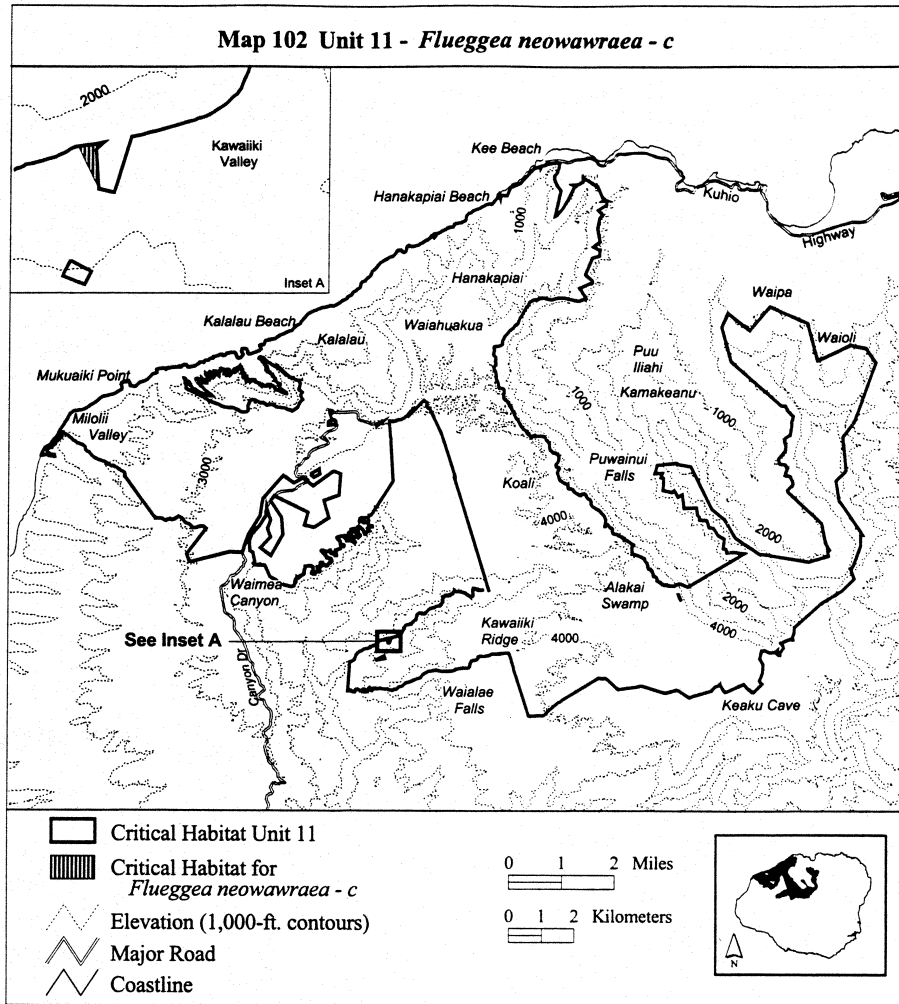 Map 102 Unit 11 - Flueggea neowawraea - c
2000
Kawaiiki
Valley
Inset A
Kee Beach
Hanakapiai Beach
1000
Kuhio
Highway
Hanakapiai
Waipa
Kalalau Beach
Kalalau
Waiahuakua
Waioli
Puu
Iliahi
Mukuaiki Point
Kamakeanu
1000
1000
Milolii
Valley
Puwainui
Falls
3000
Koali
4000
2000
Waimea
Canyon
Alakai
Swamp
2000
See Inset A
Kawaiiki
Ridge
4000
4000
Canyon Dr
Waialae
Falls
Keaku Cave
Critical Habitat Unit 11
Critical Habitat for
Flueggea neowawraea - c
Elevation (1,000-ft. contours)
Major Road
Coastline
0 1 2 Miles
0 1 2 Kilometers
N